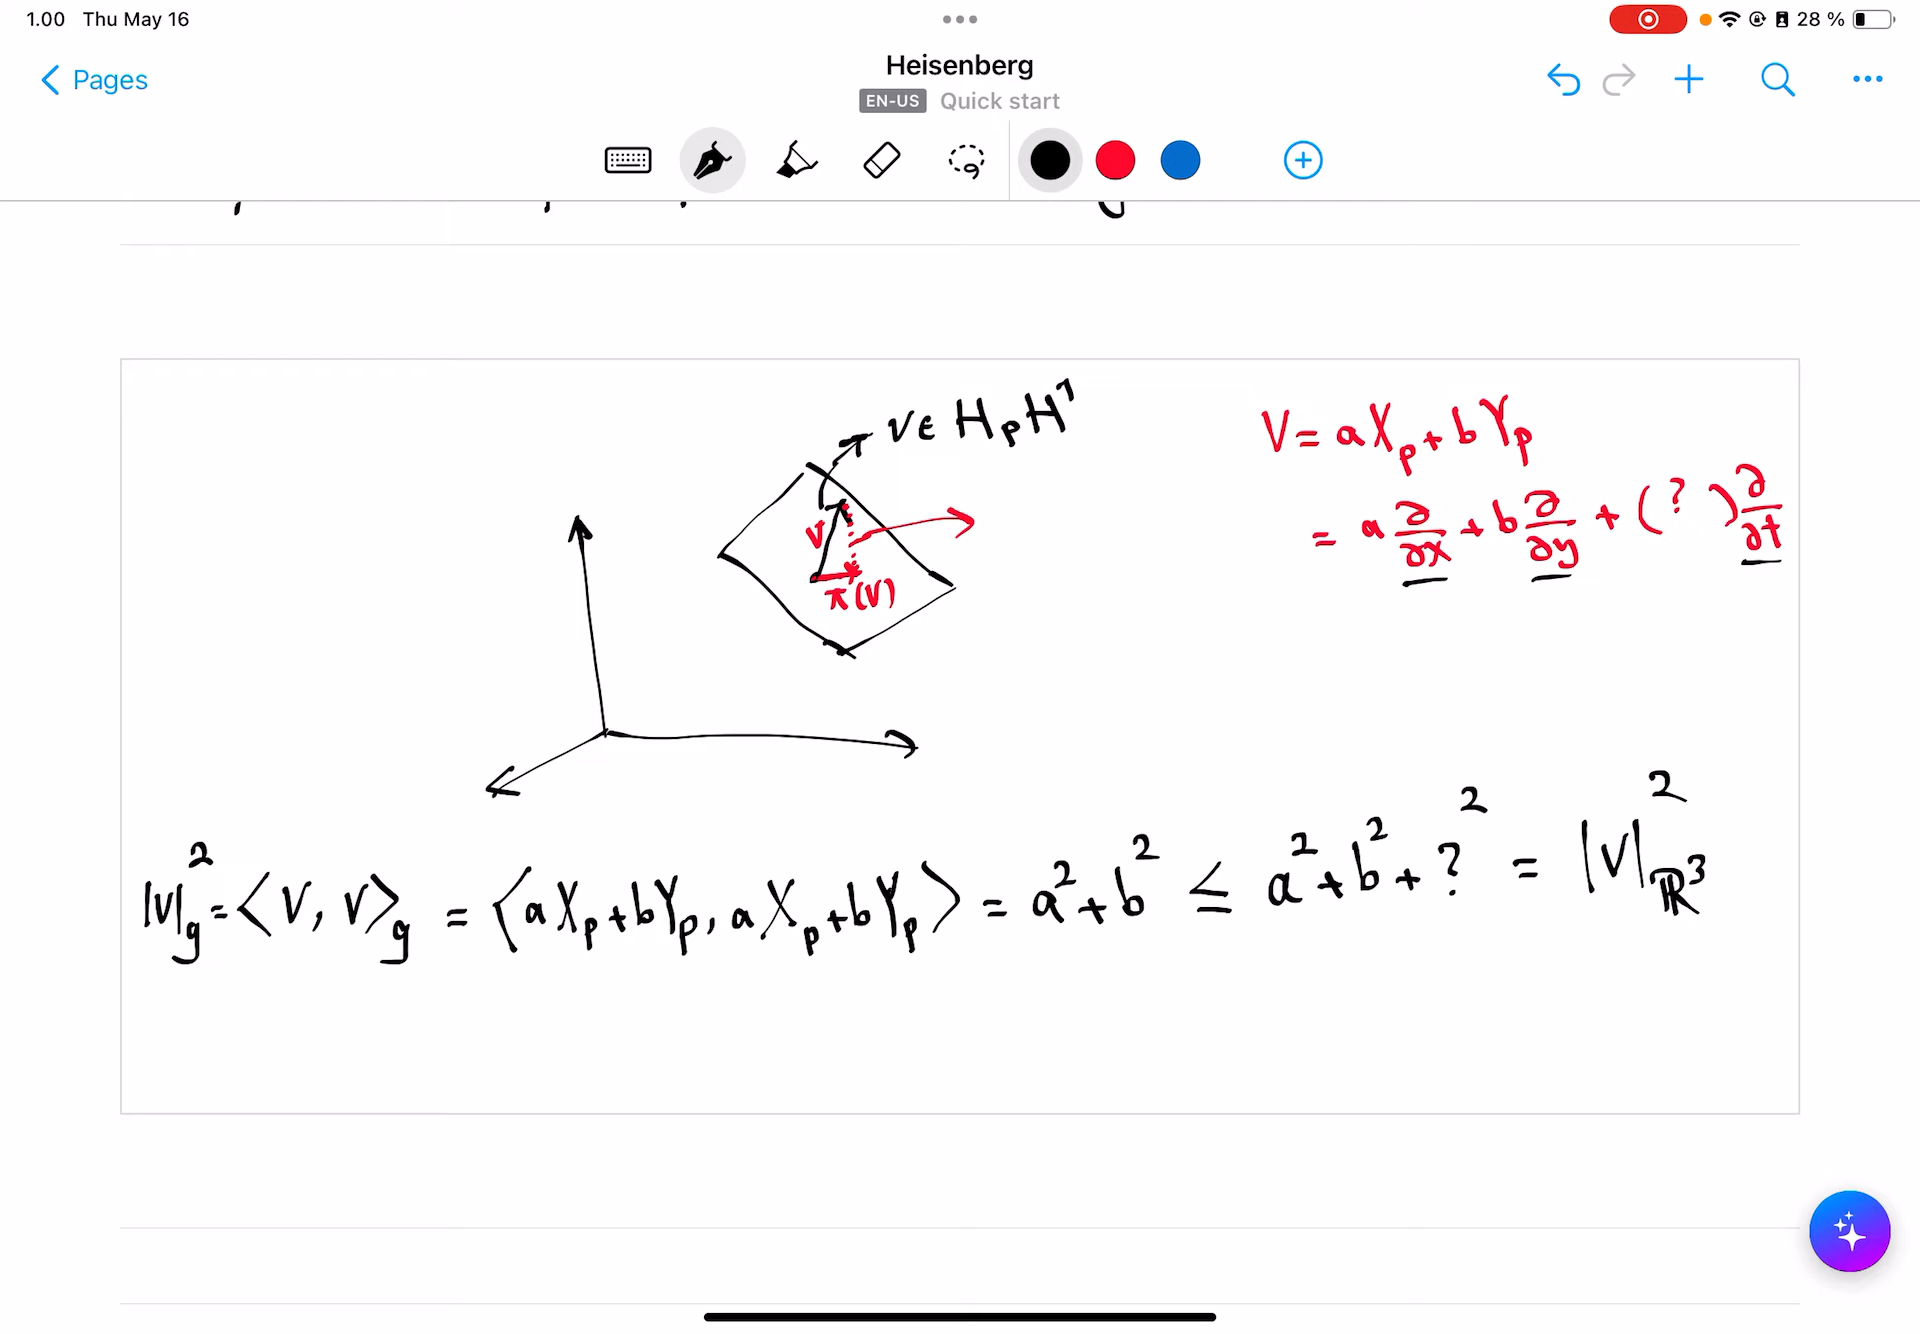 1.00 Thu May 16
28 %
Pages
Heisenberg
EN-US Quick start
v ∈ H_p H¹
V = aX_p + bY_p
= a ∂/∂x + b ∂/∂y + (?) ∂/∂t
V
π(V)
|V|_g² = <V, V>_g = <aX_p + bY_p, aX_p + bY_p> = a² + b² ≤ a² + b² + ?² = |V|²_ℝ³